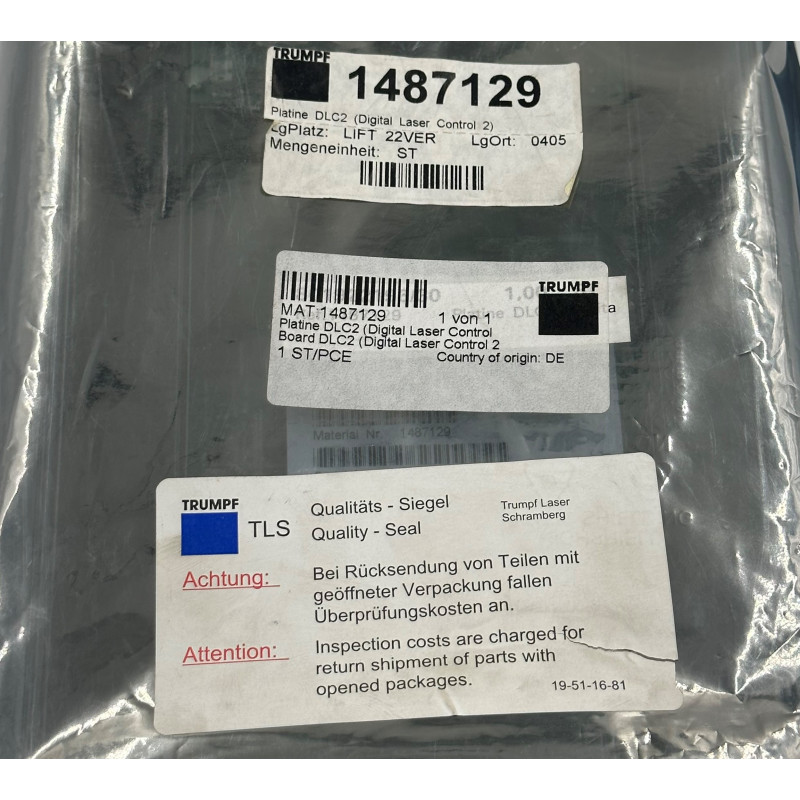 TRUMPF
1487129
Platine DLC2 (Digital Laser Control 2)
LgPlatz: LIFT 22VER LgOrt: 0405
Mengeneinheit: ST
TRUMPF
MAT:1487129 1 von 1
Platine DLC2 (Digital Laser Control
Board DLC2 (Digital Laser Control 2
1 ST/PCE Country of origin: DE
Material Nr. 1487129
TRUMPF
TLS
Qualitäts - Siegel
Quality - Seal
Trumpf Laser
Schramberg
Achtung:
Bei Rücksendung von Teilen mit
geöffneter Verpackung fallen
Überprüfungskosten an.
Attention:
Inspection costs are charged for
return shipment of parts with
opened packages.
19-51-16-81